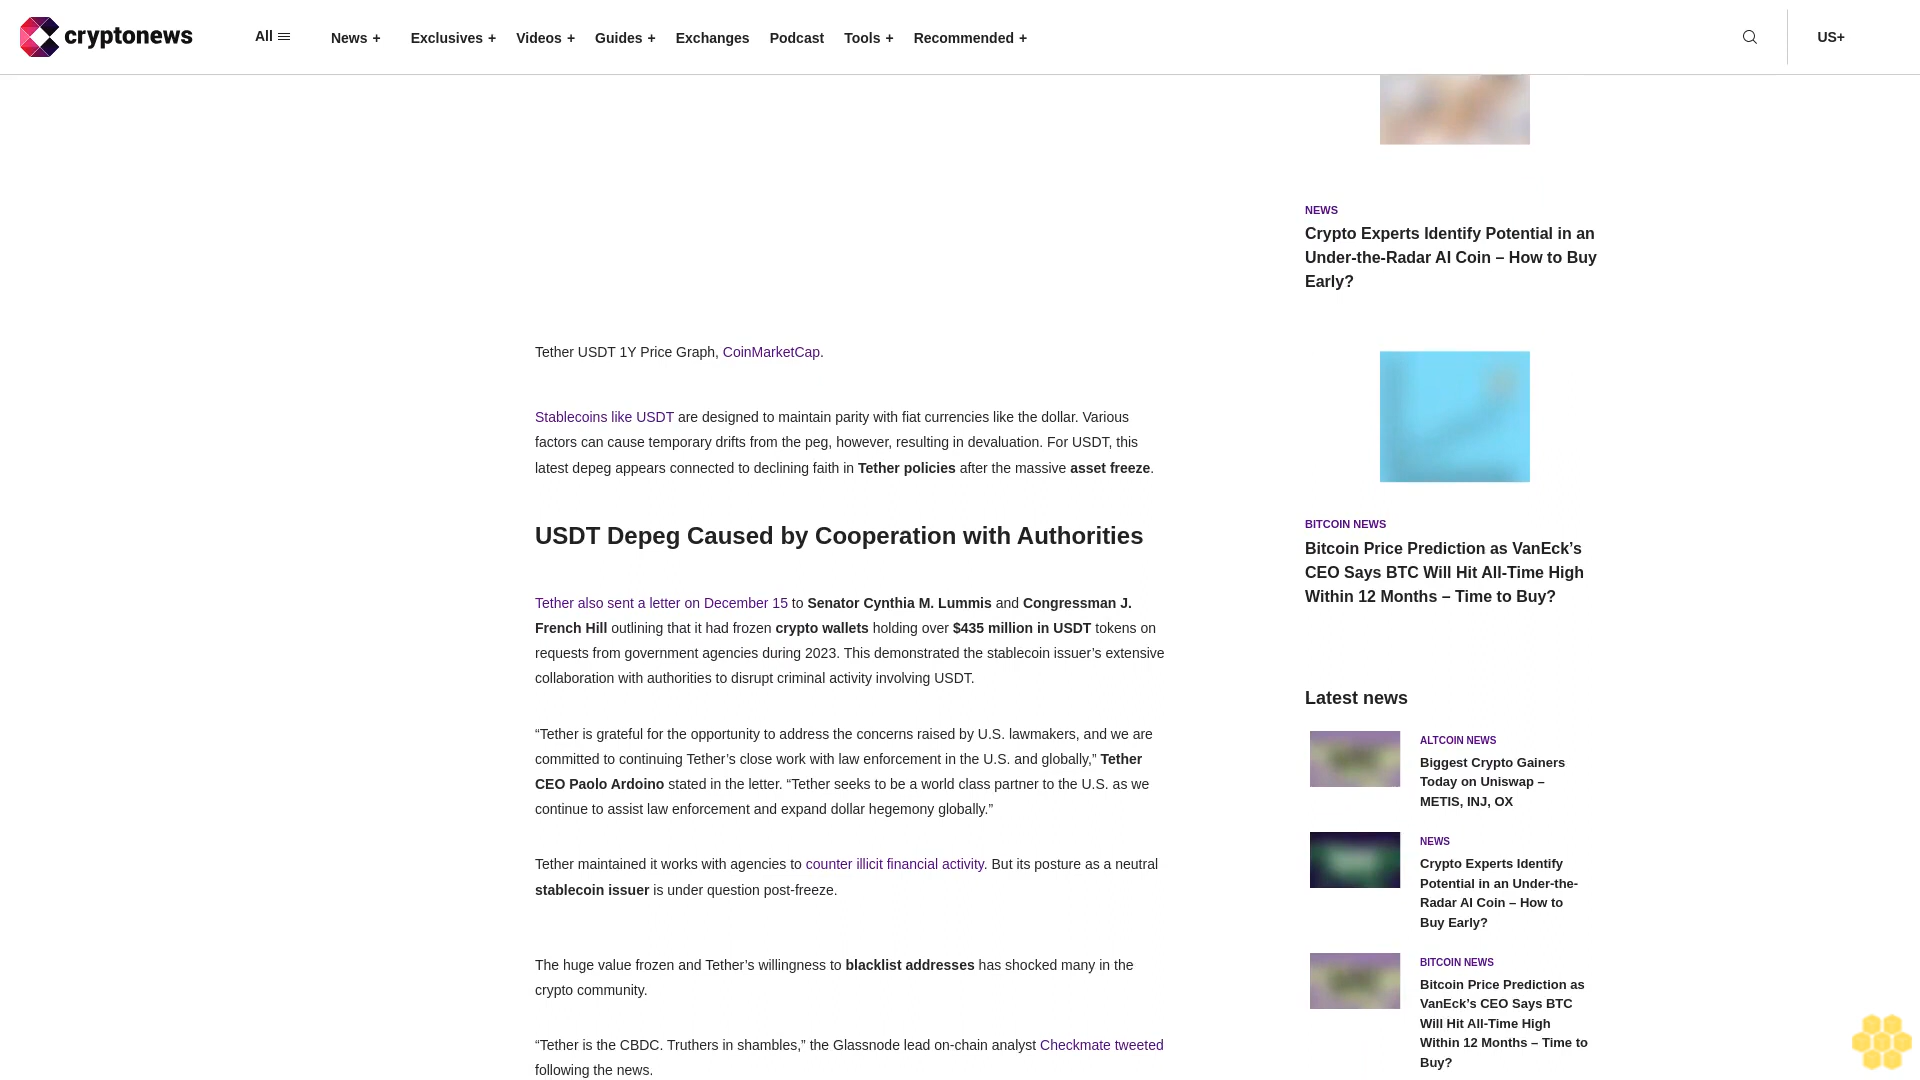 cryptonews
All
News +
Exclusives +
Videos +
Guides +
Exchanges
Podcast
Tools +
Recommended +
US+
Tether USDT 1Y Price Graph, CoinMarketCap.
Stablecoins like USDT are designed to maintain parity with fiat currencies like the dollar. Various
factors can cause temporary drifts from the peg, however, resulting in devaluation. For USDT, this
latest depeg appears connected to declining faith in Tether policies after the massive asset freeze.
USDT Depeg Caused by Cooperation with Authorities
Tether also sent a letter on December 15 to Senator Cynthia M. Lummis and Congressman J.
French Hill outlining that it had frozen crypto wallets holding over $435 million in USDT tokens on
requests from government agencies during 2023. This demonstrated the stablecoin issuer’s extensive
collaboration with authorities to disrupt criminal activity involving USDT.
“Tether is grateful for the opportunity to address the concerns raised by U.S. lawmakers, and we are
committed to continuing Tether’s close work with law enforcement in the U.S. and globally,” Tether
CEO Paolo Ardoino stated in the letter. “Tether seeks to be a world class partner to the U.S. as we
continue to assist law enforcement and expand dollar hegemony globally.”
Tether maintained it works with agencies to counter illicit financial activity. But its posture as a neutral
stablecoin issuer is under question post-freeze.
The huge value frozen and Tether’s willingness to blacklist addresses has shocked many in the
crypto community.
“Tether is the CBDC. Truthers in shambles,” the Glassnode lead on-chain analyst Checkmate tweeted
following the news.
NEWS
Crypto Experts Identify Potential in an
Under-the-Radar AI Coin – How to Buy
Early?
BITCOIN NEWS
Bitcoin Price Prediction as VanEck’s
CEO Says BTC Will Hit All-Time High
Within 12 Months – Time to Buy?
Latest news
ALTCOIN NEWS
Biggest Crypto Gainers
Today on Uniswap –
METIS, INJ, OX
NEWS
Crypto Experts Identify
Potential in an Under-the-
Radar AI Coin – How to
Buy Early?
BITCOIN NEWS
Bitcoin Price Prediction as
VanEck’s CEO Says BTC
Will Hit All-Time High
Within 12 Months – Time to
Buy?